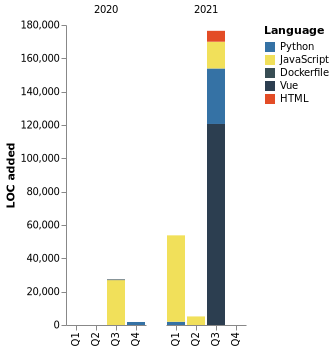 2020
2021
180,000
160,000
140,000
120,000
100,000
80,000
60,000
40,000
20,000
0
LOC added
Q1
Q2
Q3
Q4
Q1
Q2
Q3
Q4
Language
Python
JavaScript
Dockerfile
Vue
HTML